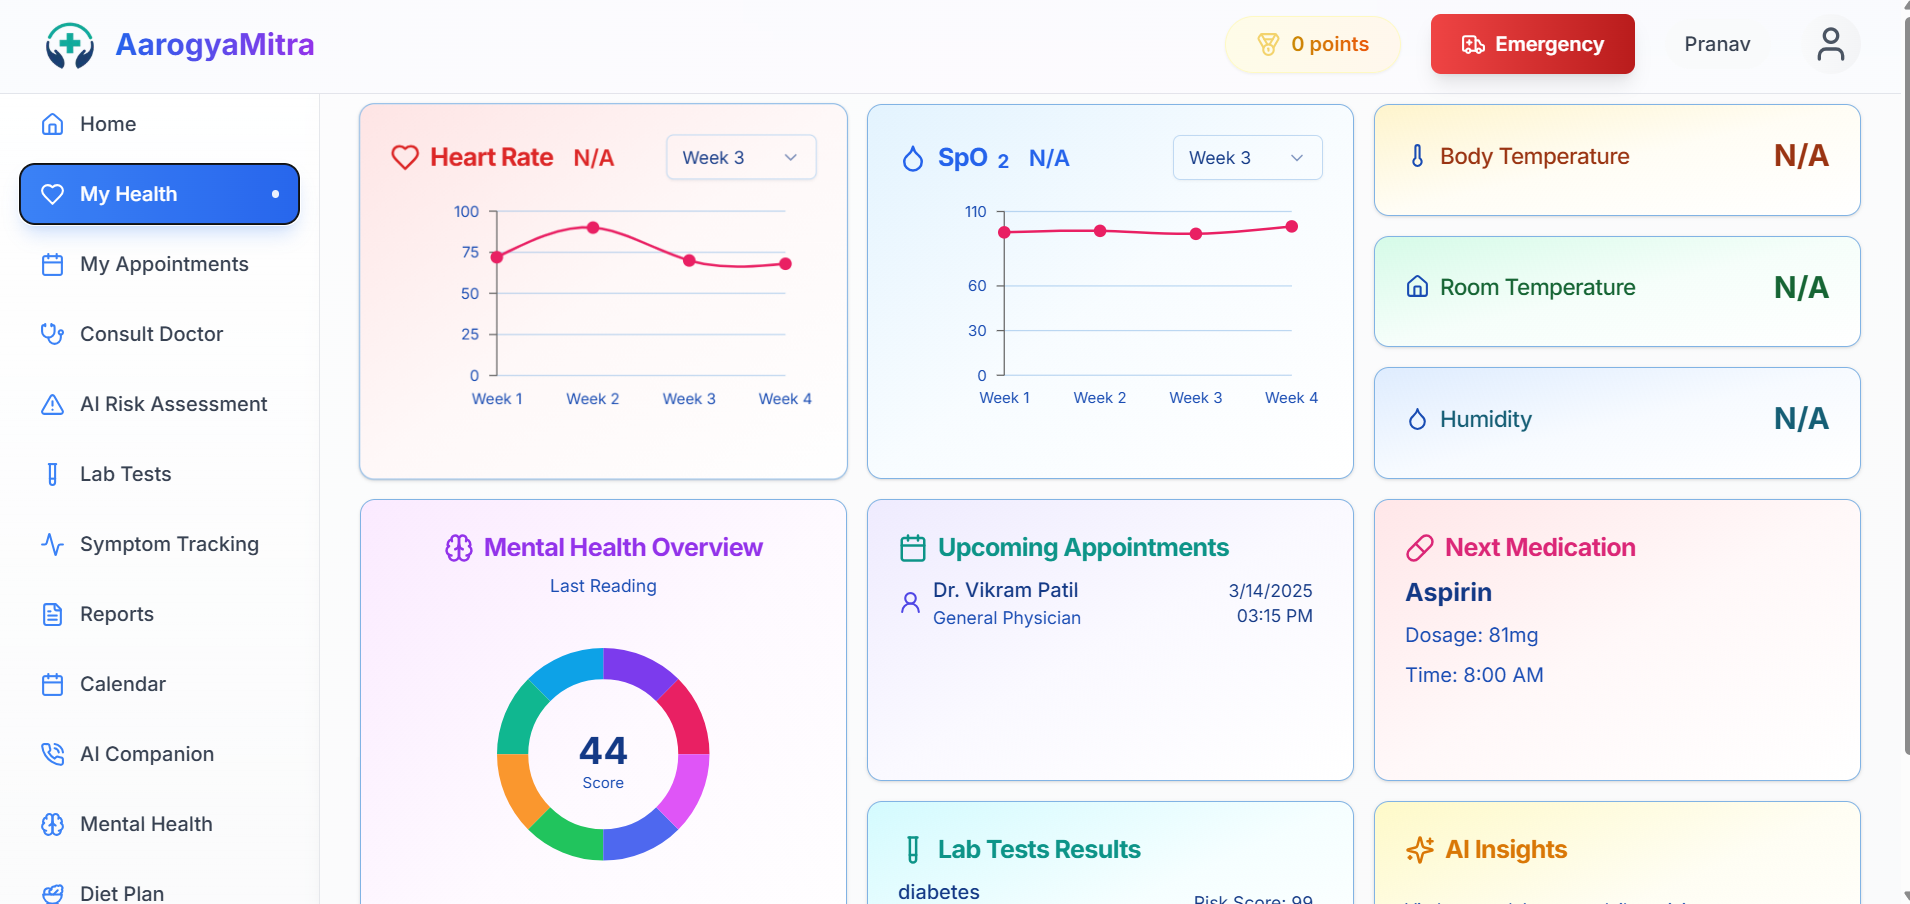 AarogyaMitra
0 points
Emergency
Pranav
Home
My Health
My Appointments
Consult Doctor
AI Risk Assessment
Lab Tests
Symptom Tracking
Reports
Calendar
AI Companion
Mental Health
Diet Plan
Heart Rate N/A
Week 3
100
75
50
25
0
Week 1 Week 2 Week 3 Week 4
SpO 2 N/A
Week 3
110
60
30
0
Week 1 Week 2 Week 3 Week 4
Body Temperature N/A
Room Temperature N/A
Humidity N/A
Mental Health Overview
Last Reading
44
Score
Upcoming Appointments
Dr. Vikram Patil 3/14/2025
General Physician 03:15 PM
Next Medication
Aspirin
Dosage: 81mg
Time: 8:00 AM
Lab Tests Results
diabetes
Risk Score: 99
AI Insights